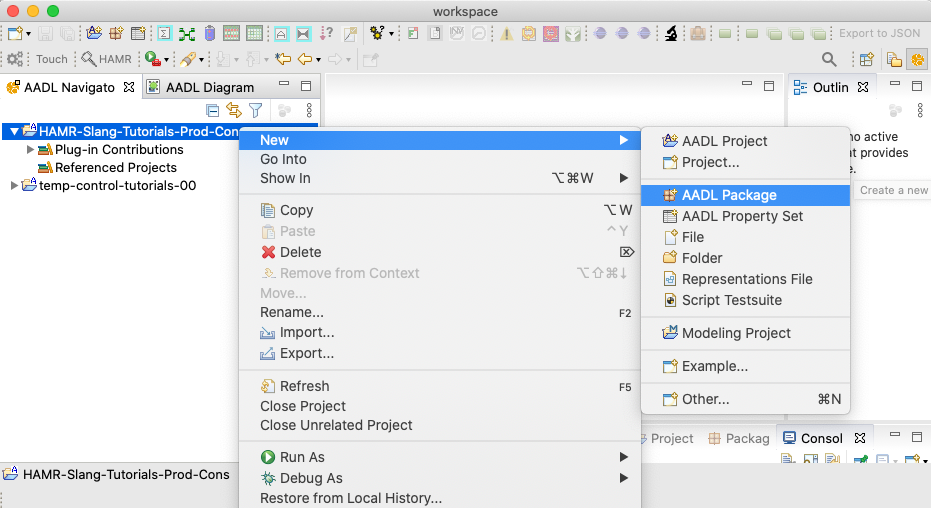 workspace
Export to JSON
Touch
HAMR
AADL Navigato
AADL Diagram
Outlin
HAMR-Slang-Tutorials-Prod-Con
Plug-in Contributions
Referenced Projects
temp-control-tutorials-00
New
Go Into
Show In ⌥⌘W
Copy ⌥W
Paste ^Y
Delete ⌦
Remove from Context ⌥⇧⌘↓
Move...
Rename... F2
Import...
Export...
Refresh F5
Close Project
Close Unrelated Project
Run As
Debug As
Restore from Local History...
AADL Project
Project...
AADL Package
AADL Property Set
File
Folder
Representations File
Script Testsuite
Modeling Project
Example...
Other... ⌘N
no active
t provides
e.
Create a new
Project
Packag
Consol
HAMR-Slang-Tutorials-Prod-Cons